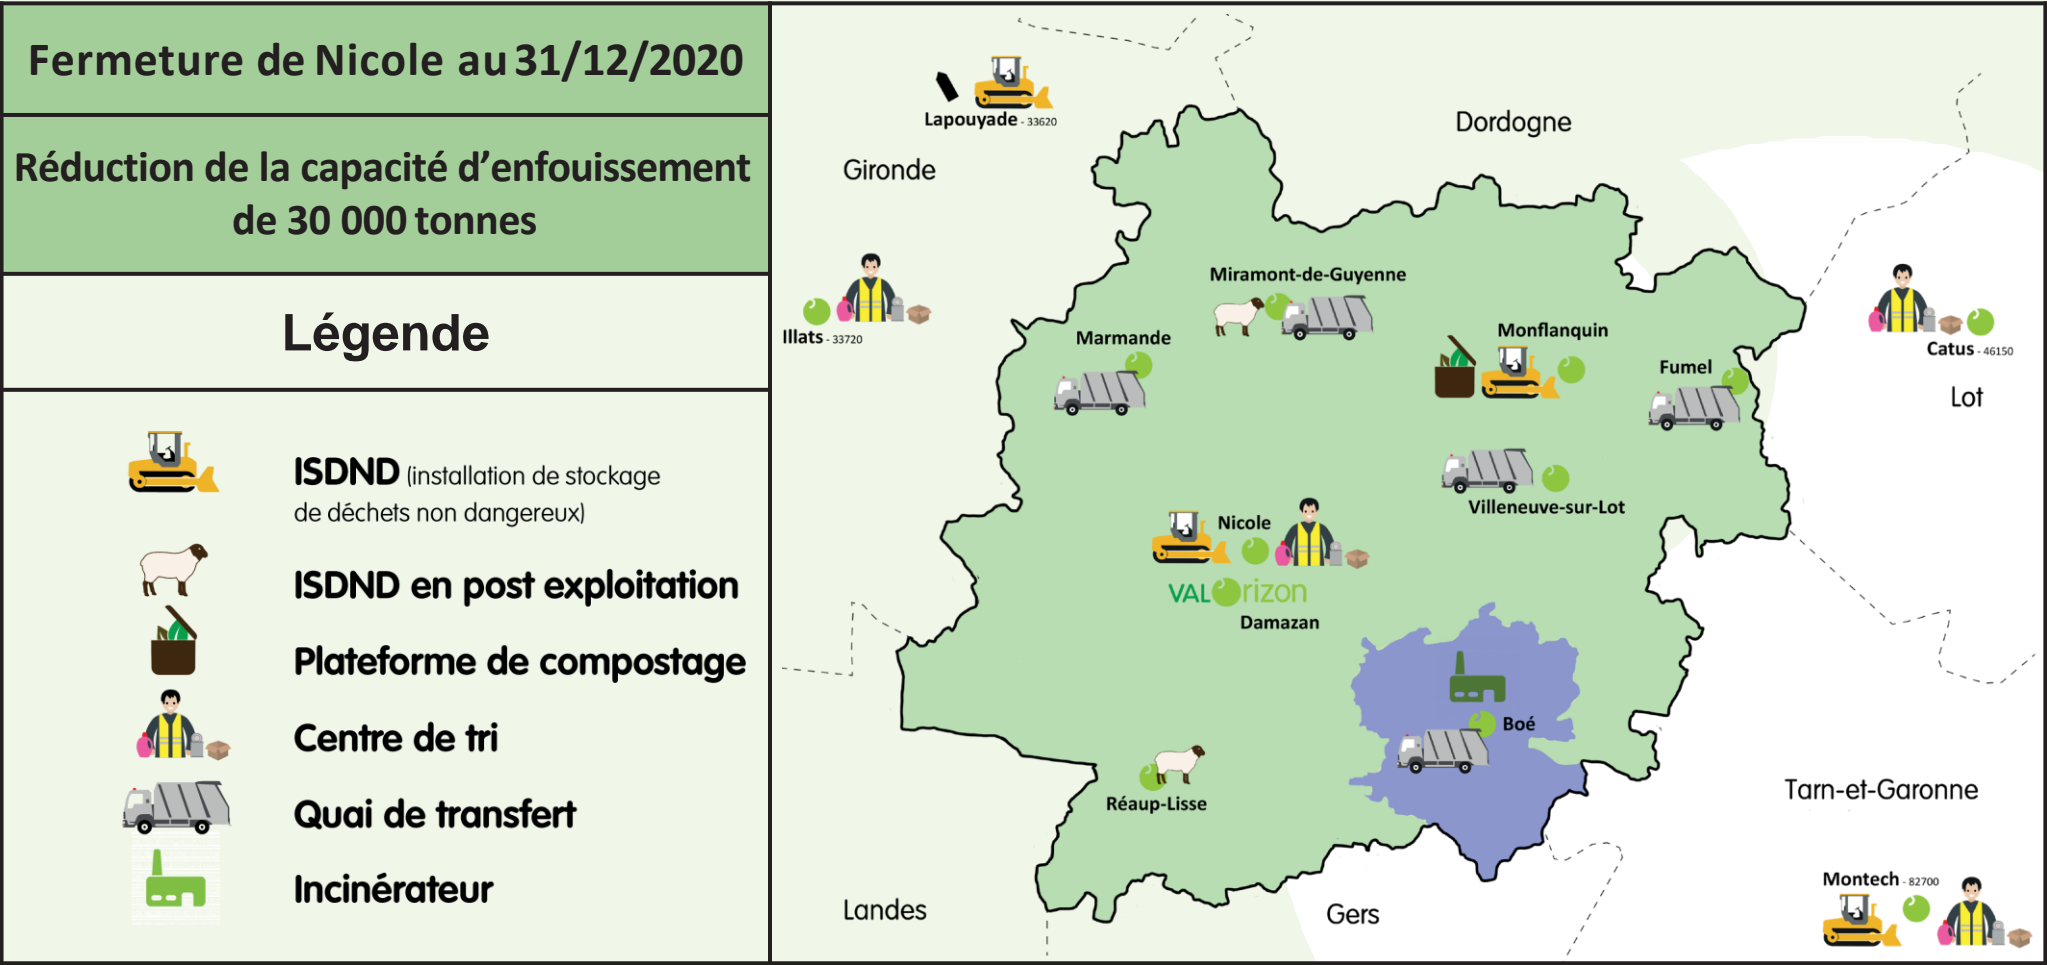 Fermeture de Nicole au 31/12/2020
Réduction de la capacité d'enfouissement
de 30 000 tonnes
Légende
ISDND (installation de stockage
de déchets non dangereux)
ISDND en post exploitation
Plateforme de compostage
Centre de tri
Quai de transfert
Incinérateur
Lapouyade - 33620
Dordogne
Gironde
Miramont-de-Guyenne
Illats - 33720
Marmande
Monflanquin
Catus - 46150
Fumel
Lot
Villeneuve-sur-Lot
Nicole
VALOrizon
Damazan
Boé
Réaup-Lisse
Tarn-et-Garonne
Montech - 82700
Landes
Gers